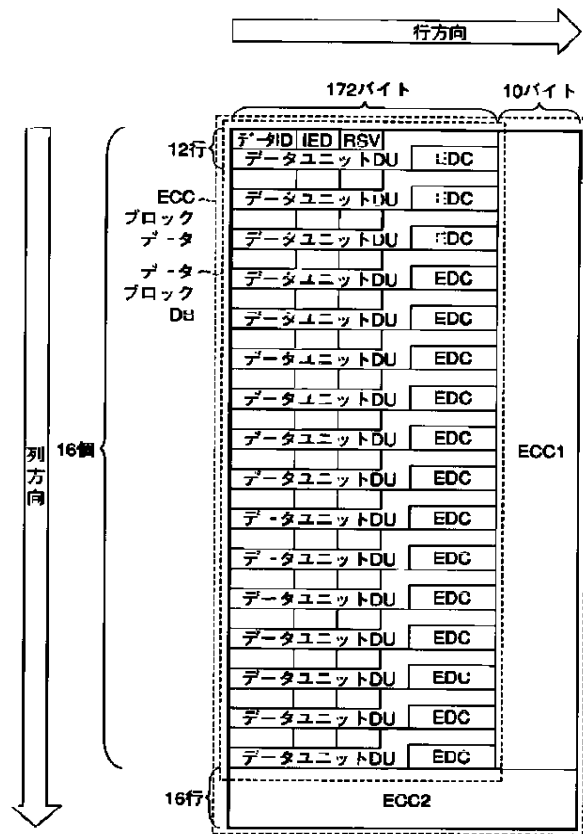 行方向
172バイト
10バイト
12行
データID IED RSV
データユニットDU EDC
ECC
ブロック
データ
データユニットDU EDC
データユニットDU EDC
データ
ブロック
DB
データユニットDU EDC
データユニットDU EDC
データユニットDU EDC
データユニットDU EDC
列方向
16個
データユニットDU EDC
ECC1
データユニットDU EDC
データユニットDU EDC
データユニットDU EDC
データユニットDU EDC
データユニットDU EDC
データユニットDU EDC
データユニットDU EDC
データユニットDU EDC
16行
ECC2